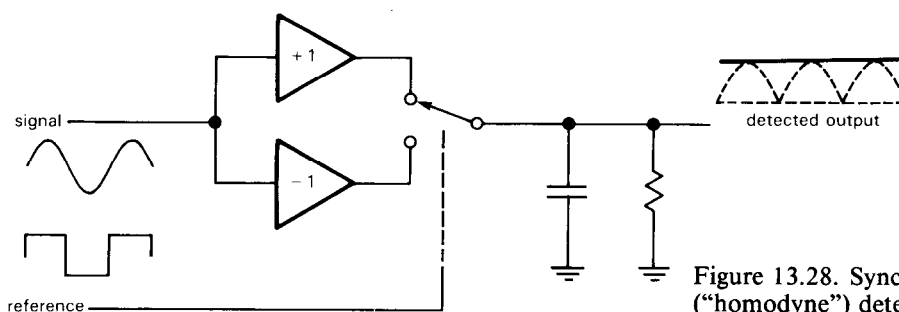 +1
signal
−1
reference
detected output
Figure 13.28. Sync
("homodyne") dete